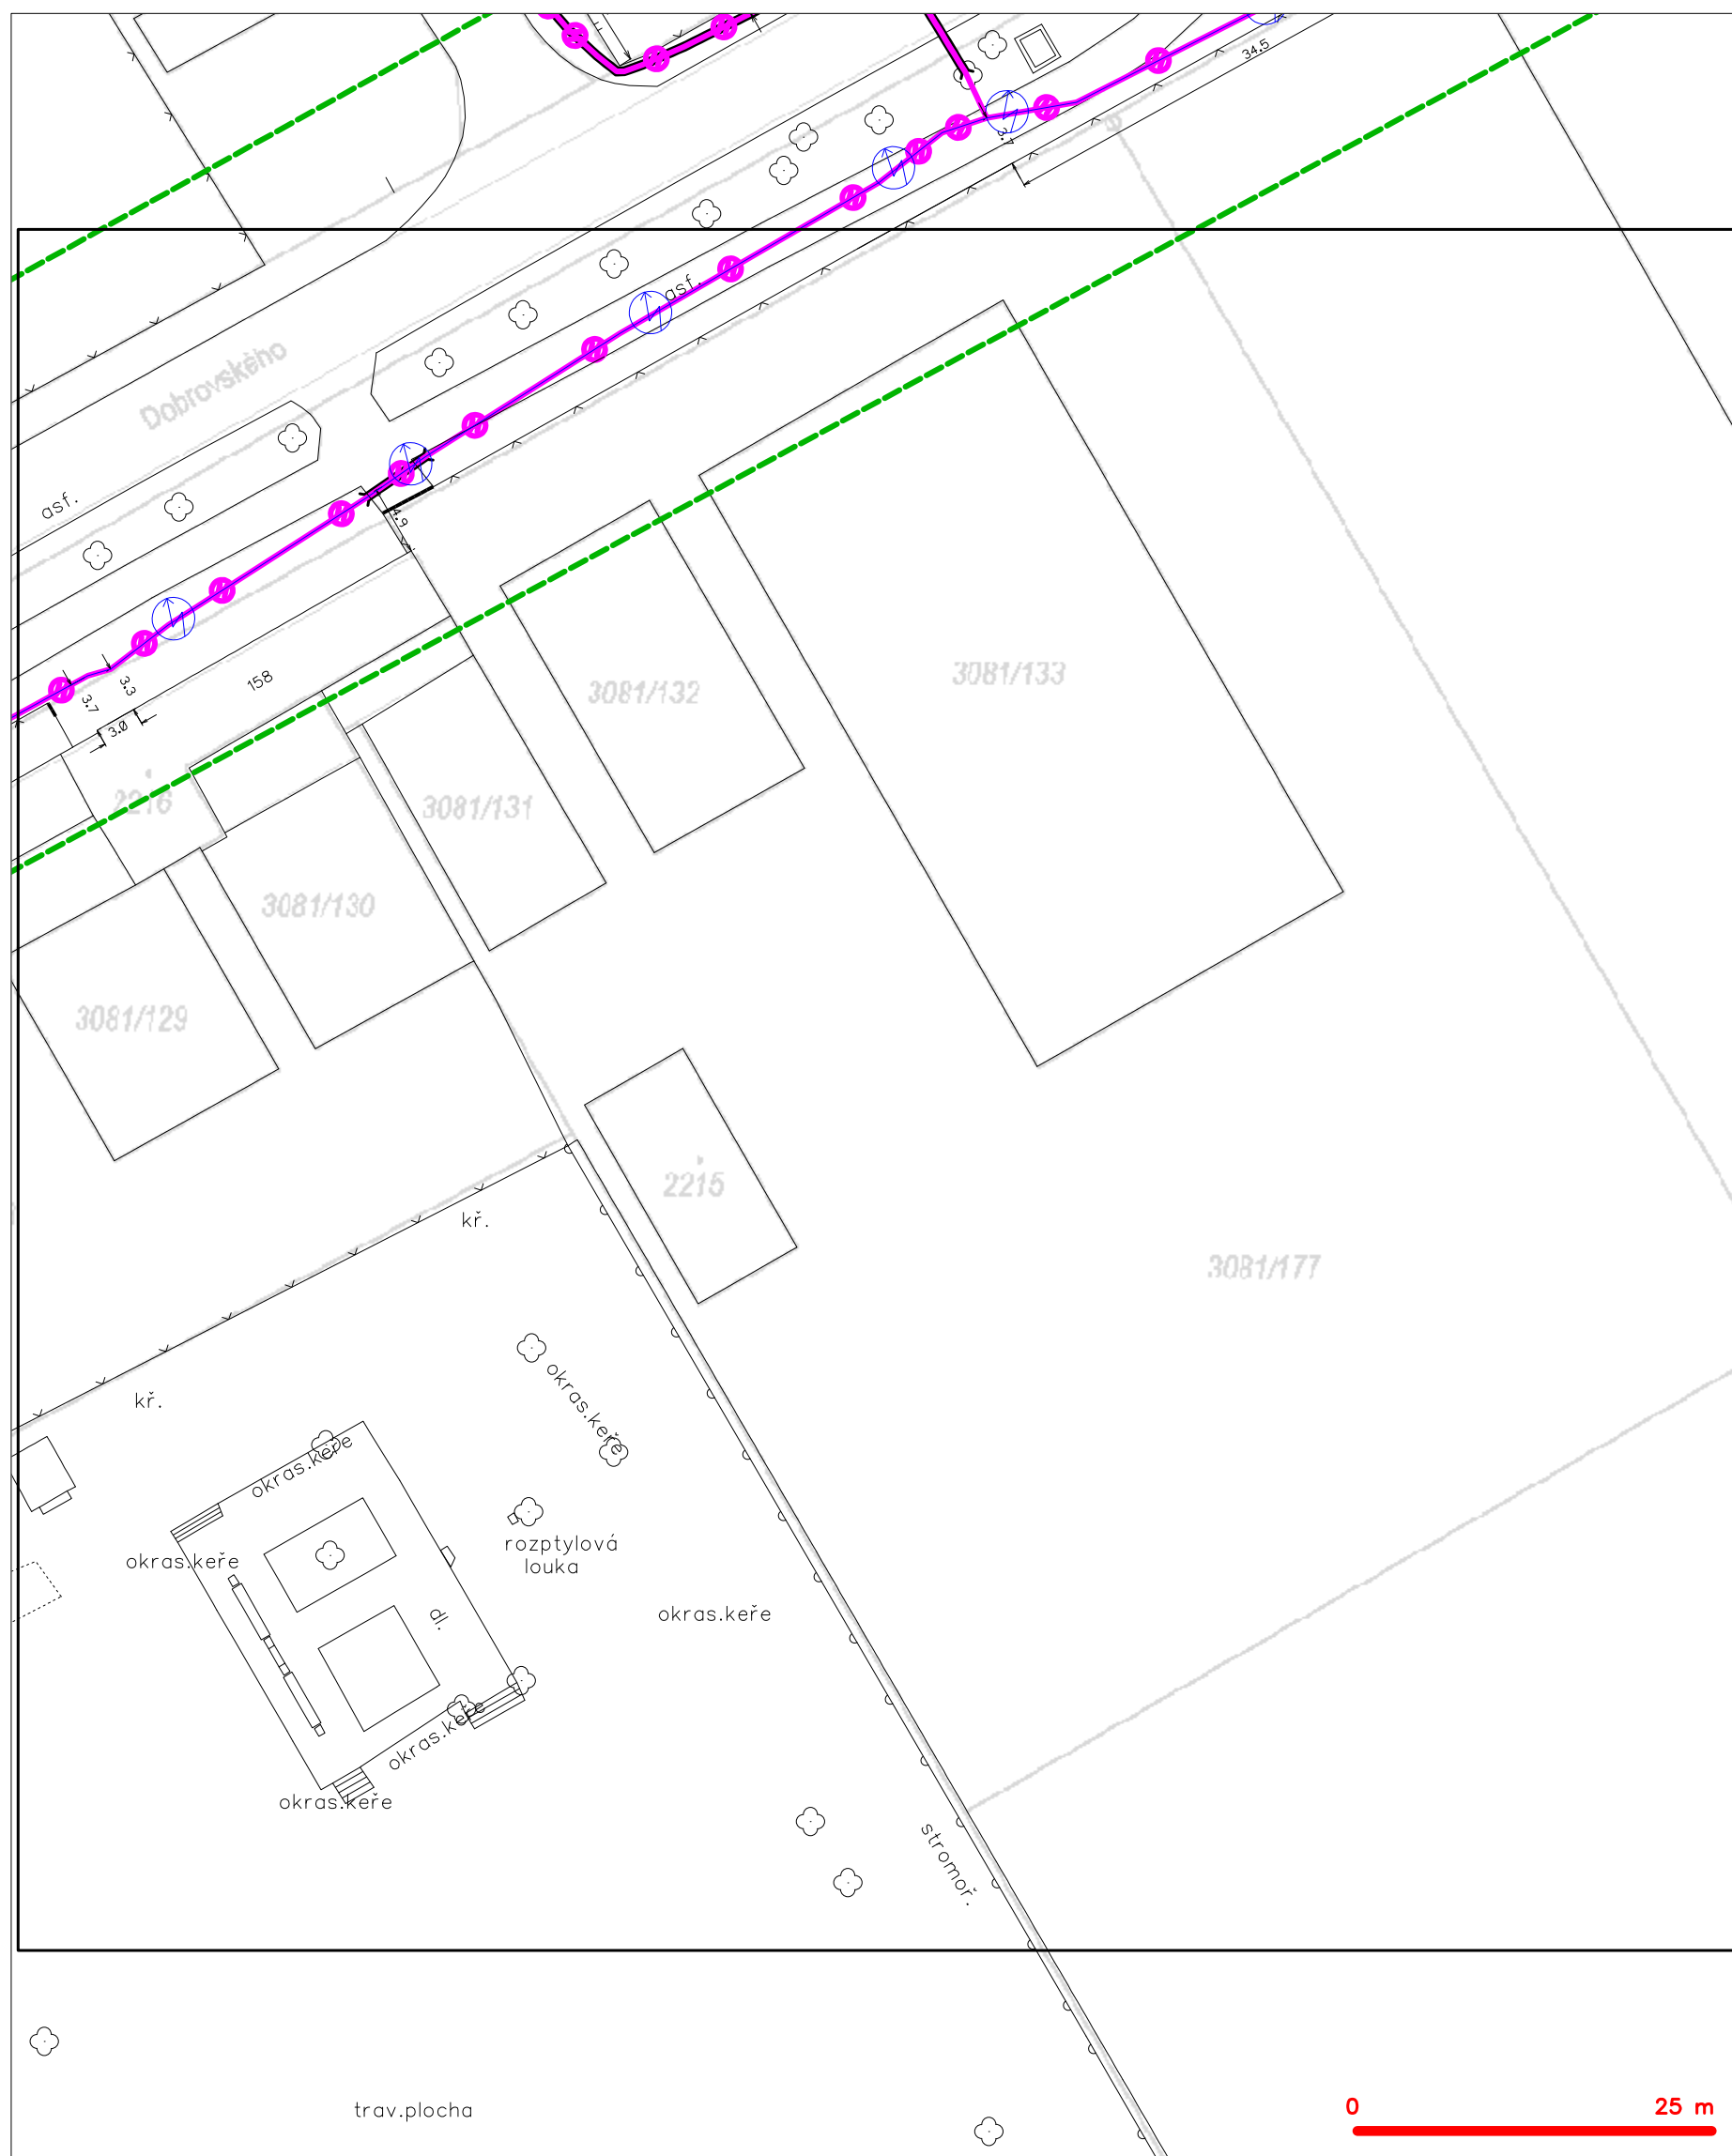 34.5
asf.
Dobrovského
asf.
4.9
3081/133
3081/132
158
3.3
3.7
3.0
2216
3081/131
3081/130
3081/129
2215
kř.
3081/177
kř.
okras.keře
okras.keře
rozptylová
louka
okras.keře
okras.keře
dl.
okras.keře
okras.keře
stromoř.
0 25 m
trav.plocha